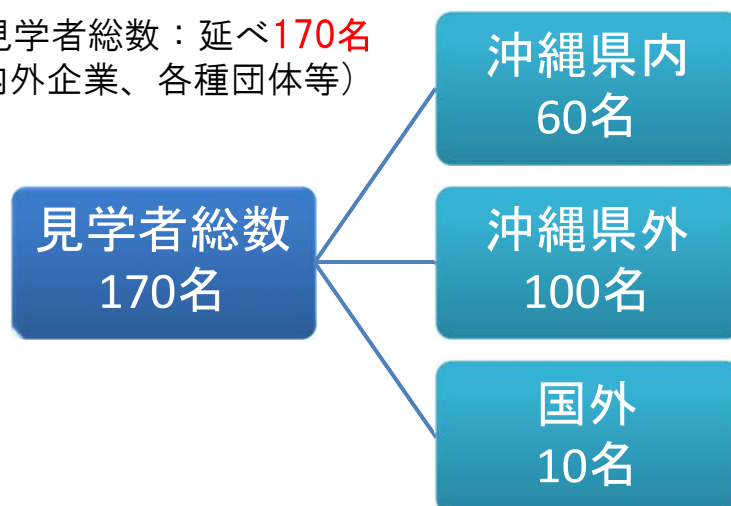 見学者総数：延べ170名
内外企業、各種団体等）
見学者総数
170名
沖縄県内
60名
沖縄県外
100名
国外
10名